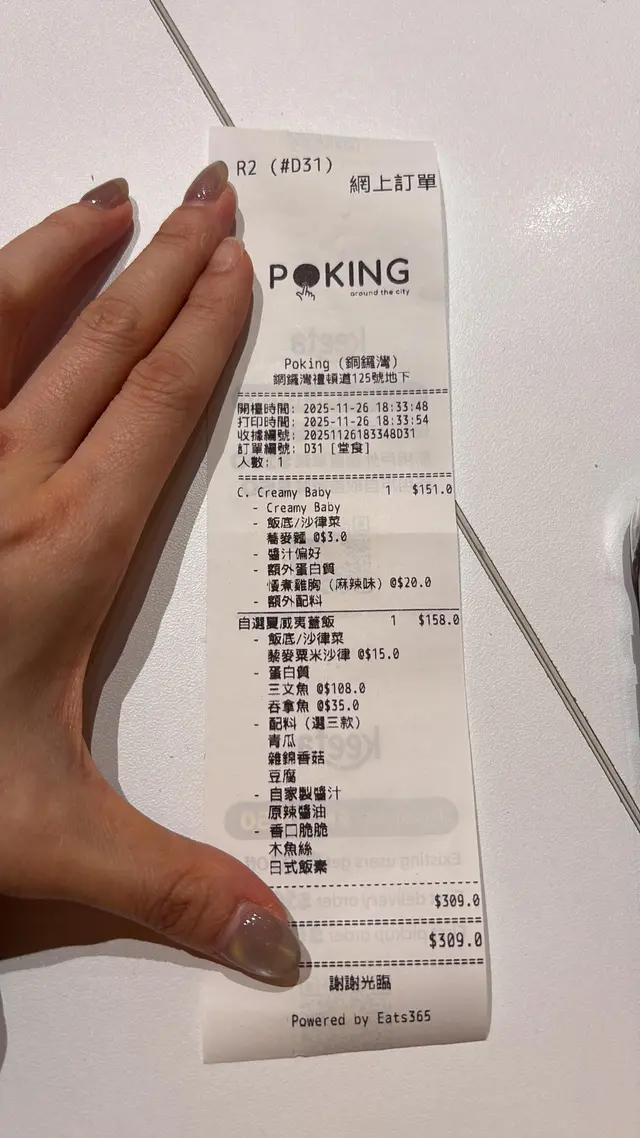 R2 (#D31)
網上訂單
POKING
around the city
Poking (銅鑼灣)
銅鑼灣禮頓道125號地下
開檯時間: 2025-11-26 18:33:48
打印時間: 2025-11-26 18:33:54
收據編號: 20251126183348D31
訂單編號: D31 [堂食]
人數: 1
C. Creamy Baby 1 $151.0
- Creamy Baby
- 飯底/沙律菜
蕎麥麵 @$3.0
- 醬汁偏好
- 額外蛋白質
慢煮雞胸 (麻辣味) @$20.0
- 額外配料
自選夏威夷蓋飯 1 $158.0
- 飯底/沙律菜
藜麥粟米沙律 @$15.0
- 蛋白質
三文魚 @$108.0
吞拿魚 @$35.0
- 配料 (選三款)
青瓜
雜錦香菇
豆腐
- 自家製醬汁
原辣醬油
- 香口脆脆
木魚絲
日式飯素
$309.0
$309.0
謝謝光臨
Powered by Eats365